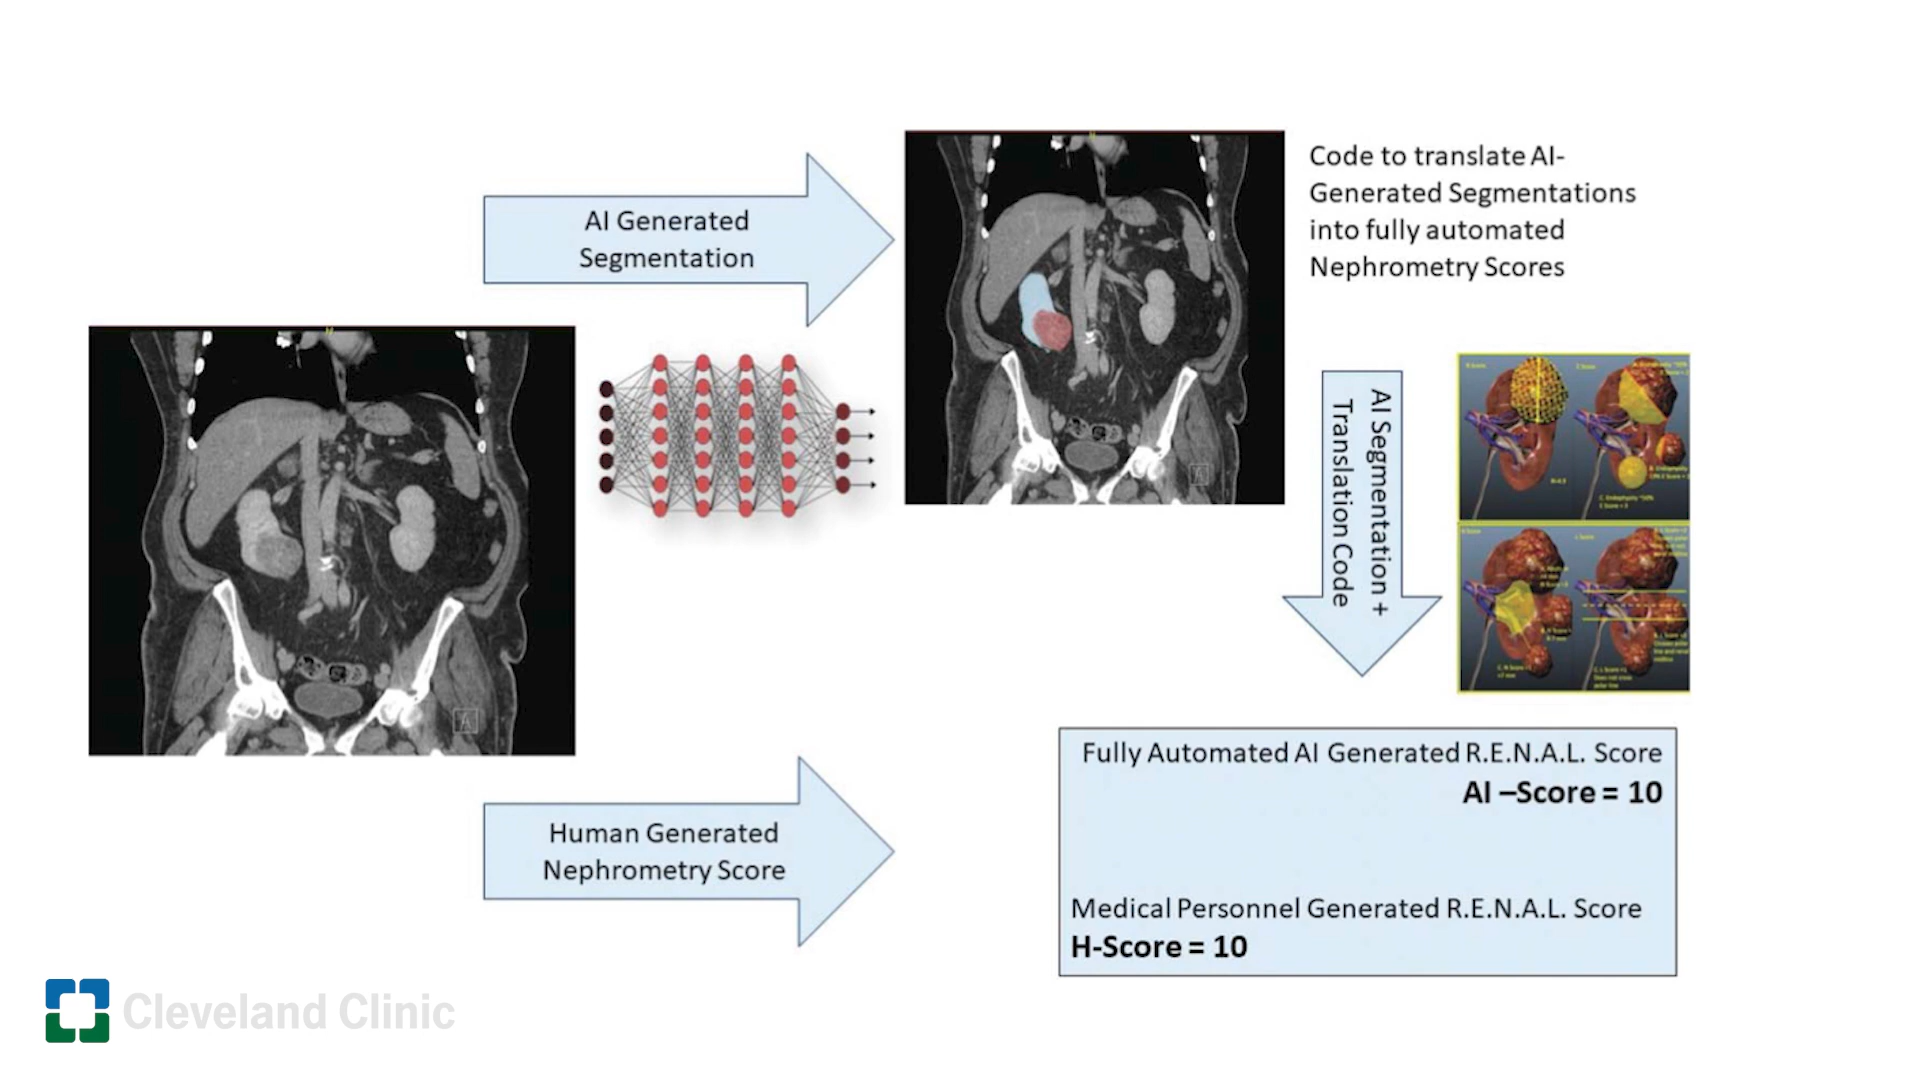 AI Generated
Segmentation
Code to translate AI-
Generated Segmentations
into fully automated
Nephrometry Scores
AI Segmentation +
Translation Code
Human Generated
Nephrometry Score
Fully Automated AI Generated R.E.N.A.L. Score
AI –Score = 10
Medical Personnel Generated R.E.N.A.L. Score
H-Score = 10
Cleveland Clinic